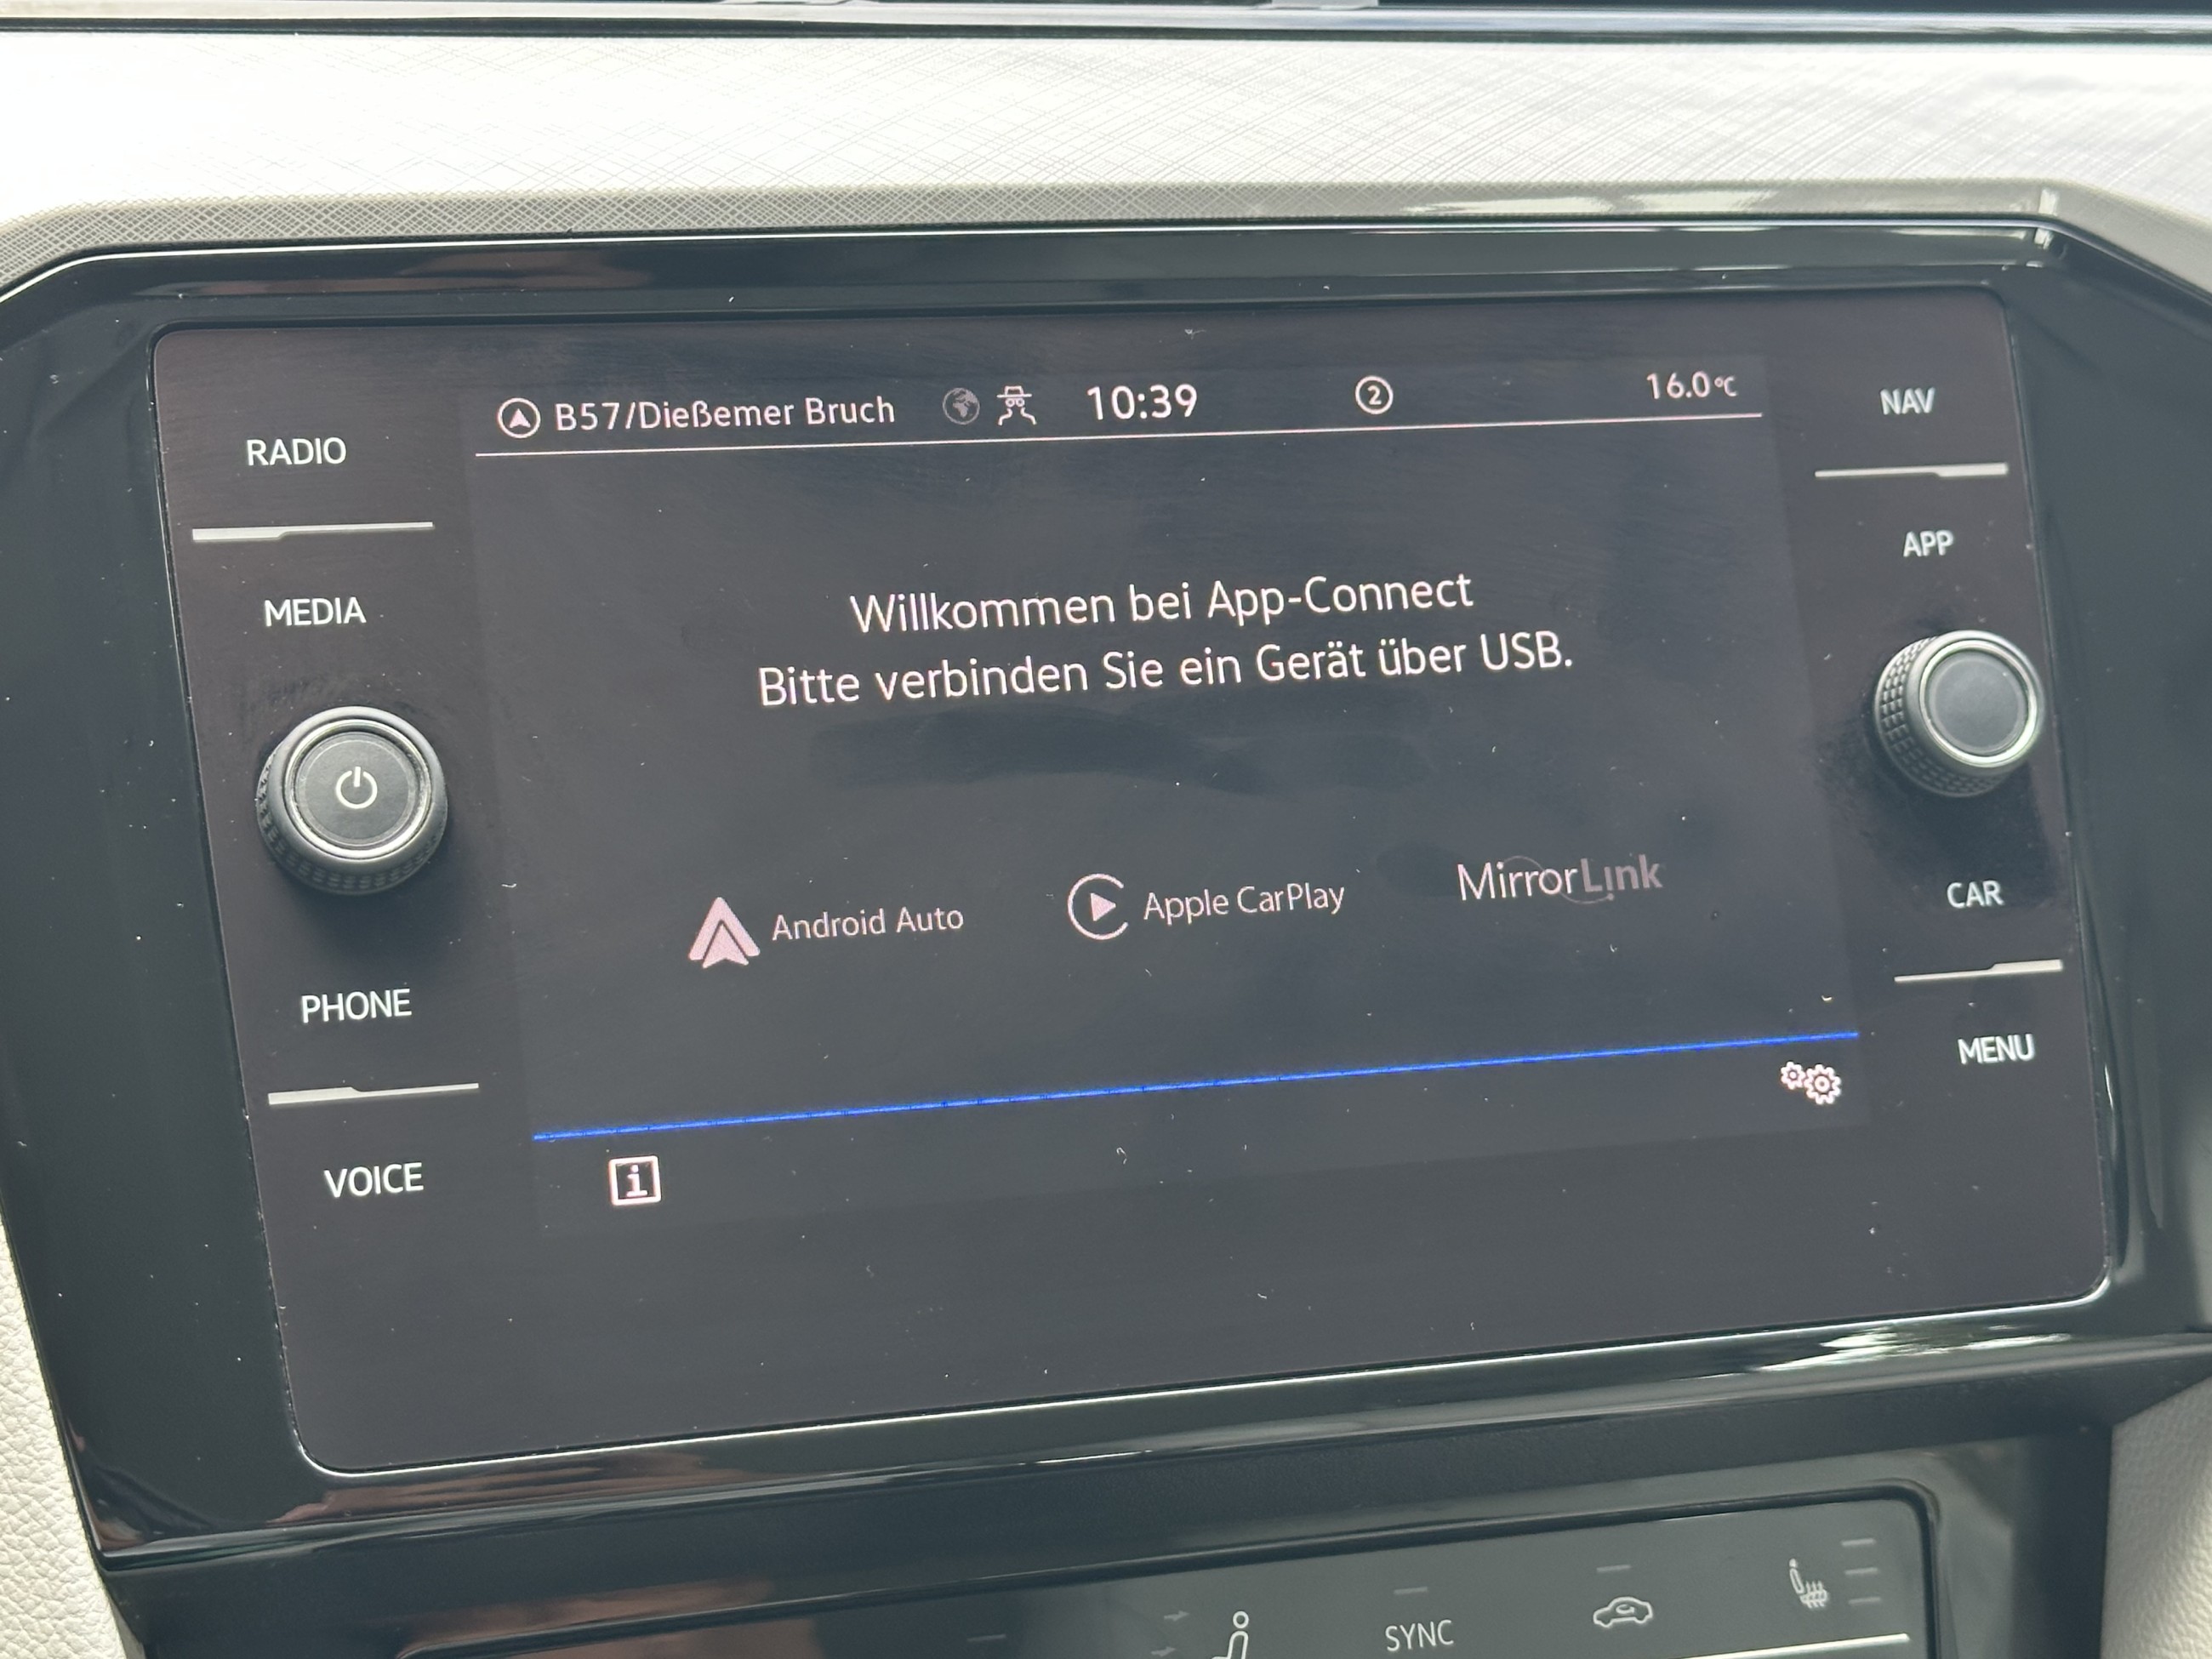 B57/Dießemer Bruch 10:39 2 16.0°C
NAV
RADIO
APP
MEDIA
Willkommen bei App-Connect
Bitte verbinden Sie ein Gerät über USB.
Android Auto
Apple CarPlay
MirrorLink
CAR
PHONE
MENU
VOICE
i
SYNC